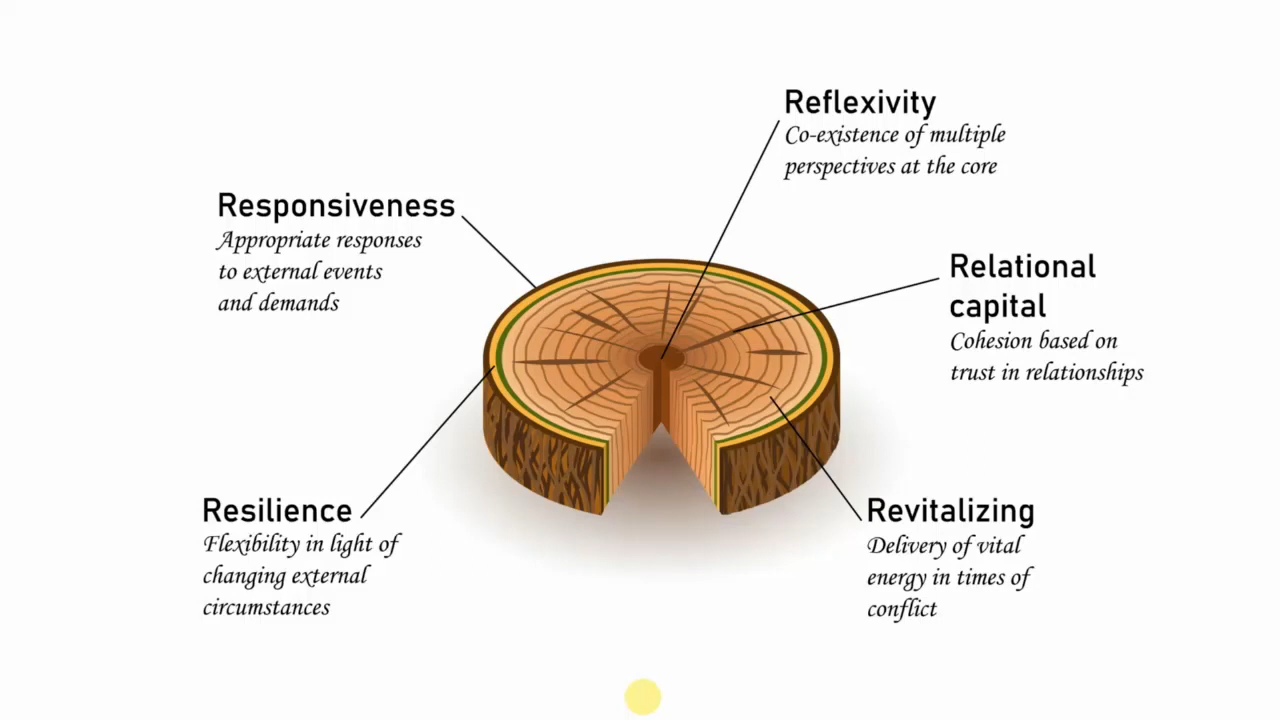 Reflexivity
Co-existence of multiple
perspectives at the core
Responsiveness
Appropriate responses
to external events
and demands
Relational
capital
Cohesion based on
trust in relationships
Resilience
Flexibility in light of
changing external
circumstances
Revitalizing
Delivery of vital
energy in times of
conflict